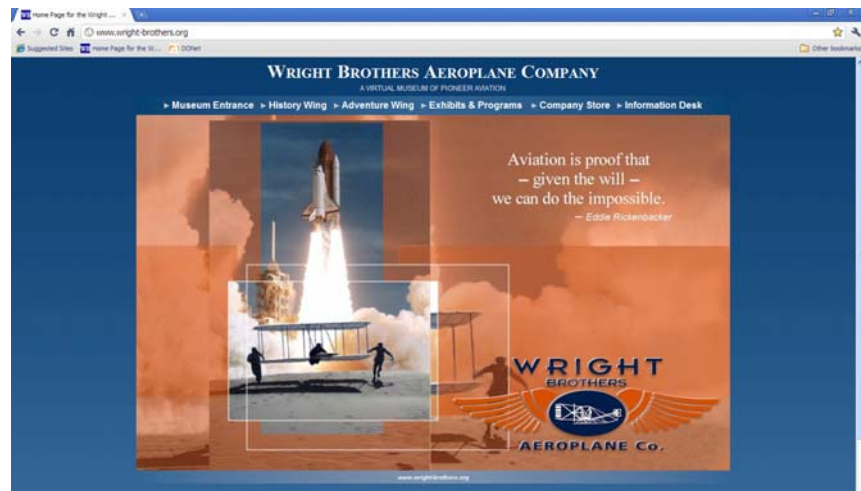 Home Page for the Wright ...
www.wright-brothers.org
Suggested Sites Home Page for the W... DONet Other bookmarks
WRIGHT BROTHERS AEROPLANE COMPANY
A VIRTUAL MUSEUM OF PIONEER AVIATION
Museum Entrance History Wing Adventure Wing Exhibits & Programs Company Store Information Desk
Aviation is proof that
– given the will –
we can do the impossible.
– Eddie Rickenbacker
WRIGHT
BROTHERS
AEROPLANE Co.
www.wright-brothers.org